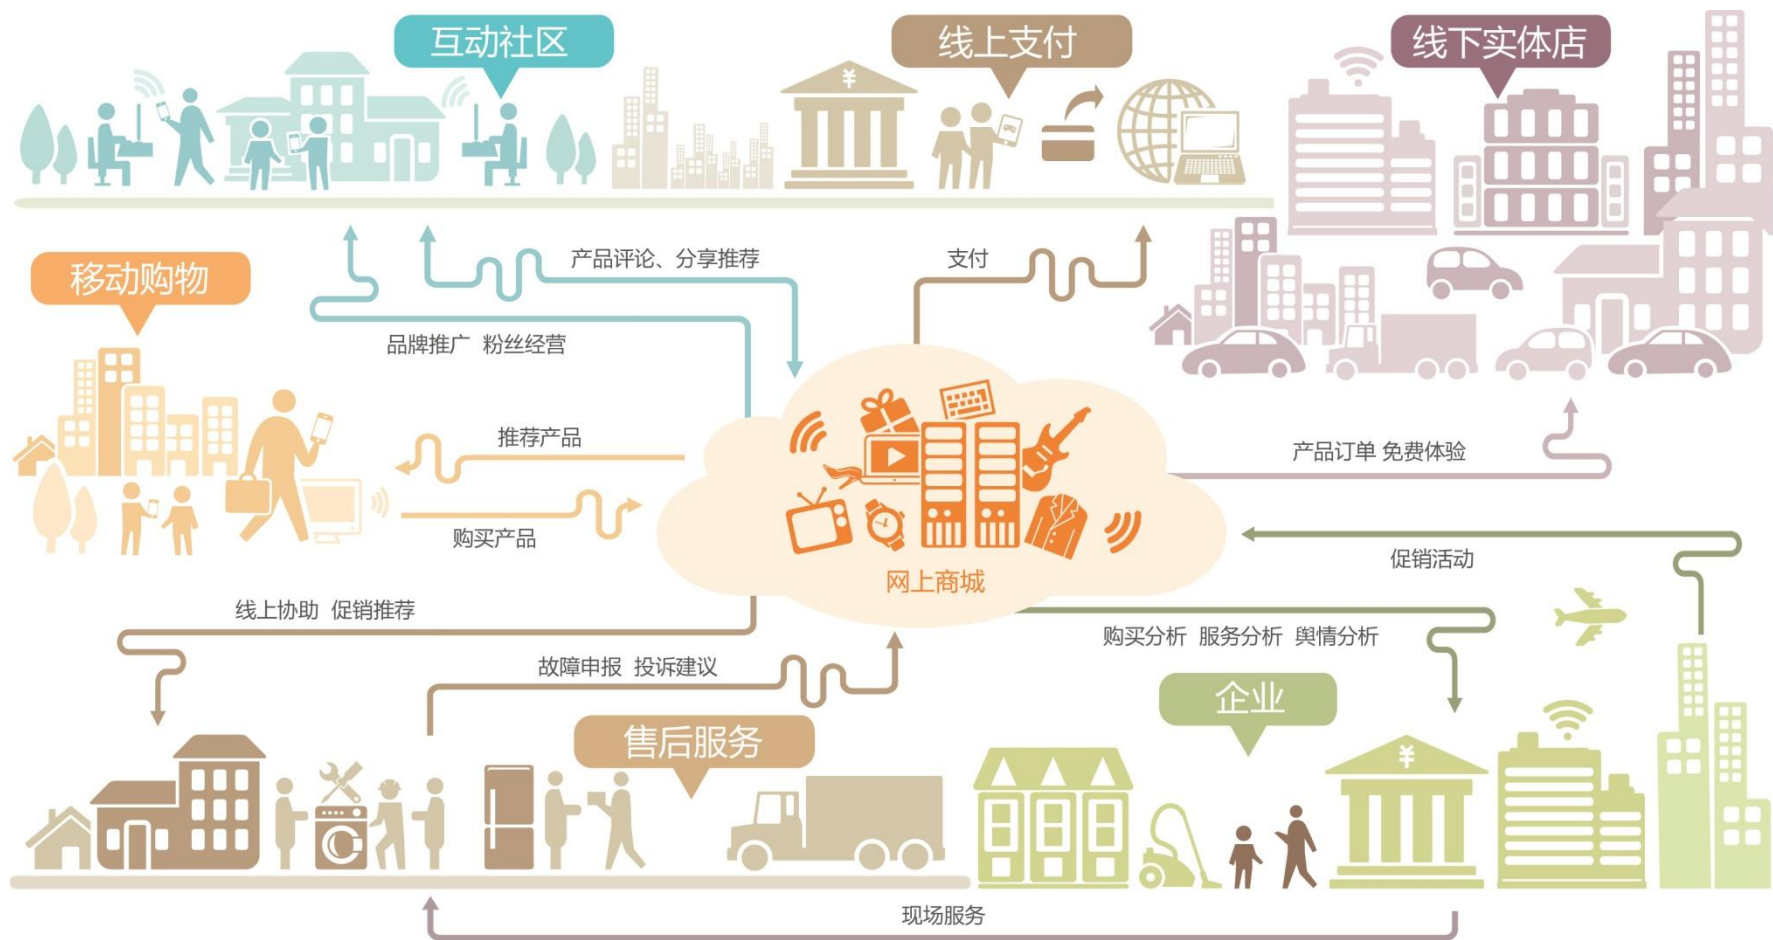 互动社区
线上支付
线下实体店
¥
产品评论、分享推荐
支付
移动购物
品牌推广 粉丝经营
推荐产品
产品订单 免费体验
购买产品
促销活动
网上商城
线上协助 促销推荐
购买分析 服务分析 舆情分析
故障申报 投诉建议
企业
售后服务
¥
现场服务